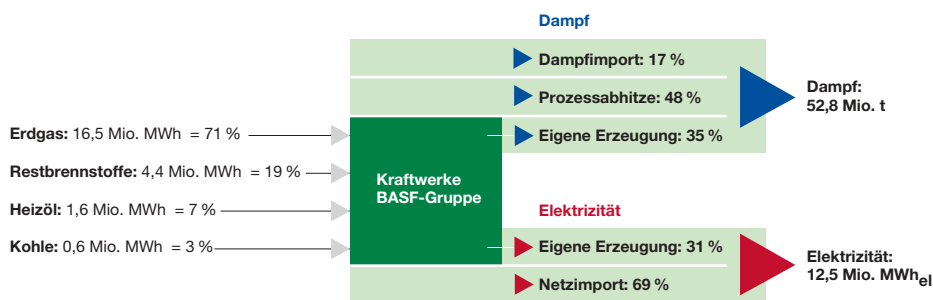 Dampf
Dampfimport: 17 %
Prozessabhitze: 48 %
Eigene Erzeugung: 35 %
Dampf:
52,8 Mio. t
Erdgas: 16,5 Mio. MWh = 71 %
Restbrennstoffe: 4,4 Mio. MWh = 19 %
Heizöl: 1,6 Mio. MWh = 7 %
Kohle: 0,6 Mio. MWh = 3 %
Kraftwerke
BASF-Gruppe
Elektrizität
Eigene Erzeugung: 31 %
Netzimport: 69 %
Elektrizität:
12,5 Mio. MWhel